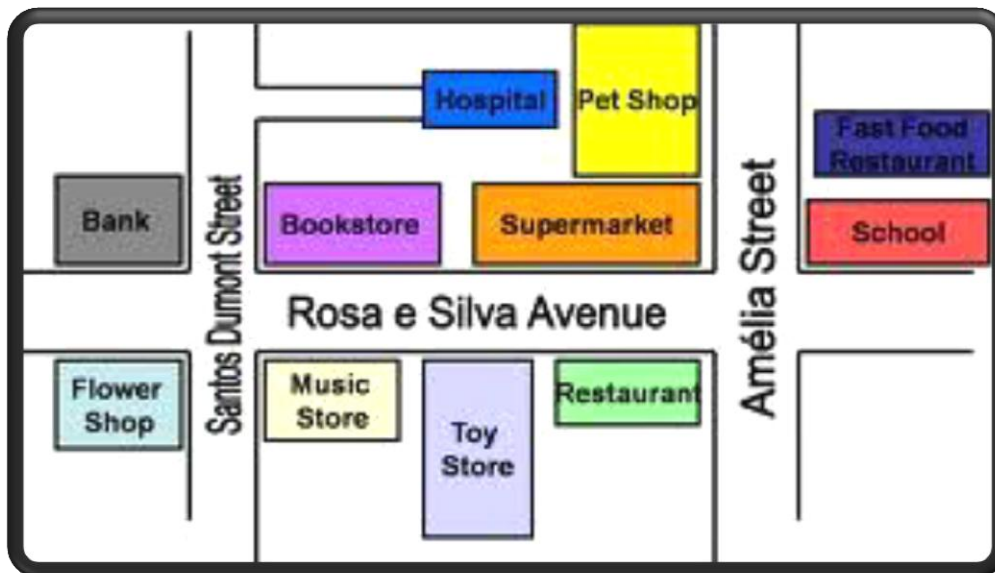 Hospital
Pet Shop
Fast Food
Restaurant
Bank
Santos Dumont Street
Bookstore
Supermarket
Amélia Street
School
Rosa e Silva Avenue
Flower
Shop
Music
Store
Toy
Store
Restaurant